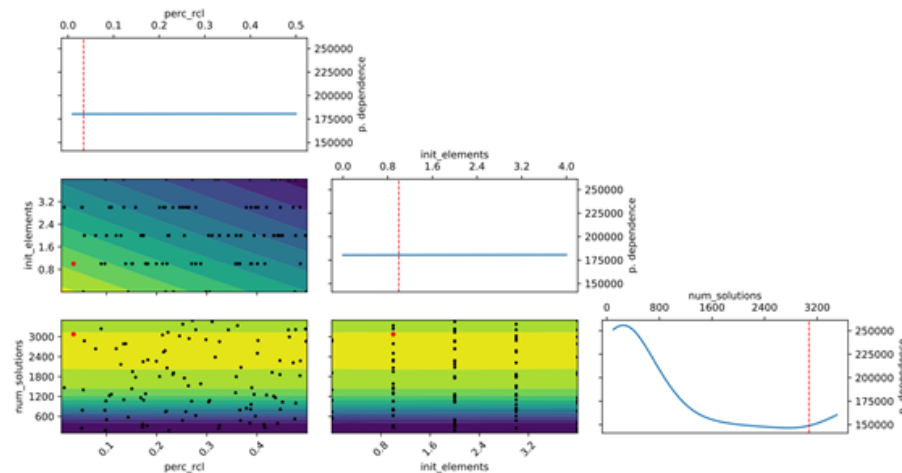 perc_rcl
0.0 0.1 0.2 0.3 0.4 0.5
250000
225000
200000
175000
150000
p. dependence
init_elements
0.0 0.8 1.6 2.4 3.2 4.0
3.2
2.4
1.6
0.8
init_elements
250000
225000
200000
175000
150000
p. dependence
num_solutions
0 800 1600 2400 3200
3000
2400
1800
1200
600
num_solutions
250000
225000
200000
175000
150000
p. dependence
0.1 0.2 0.3 0.4
perc_rcl
0.8 1.6 2.4 3.2
init_elements